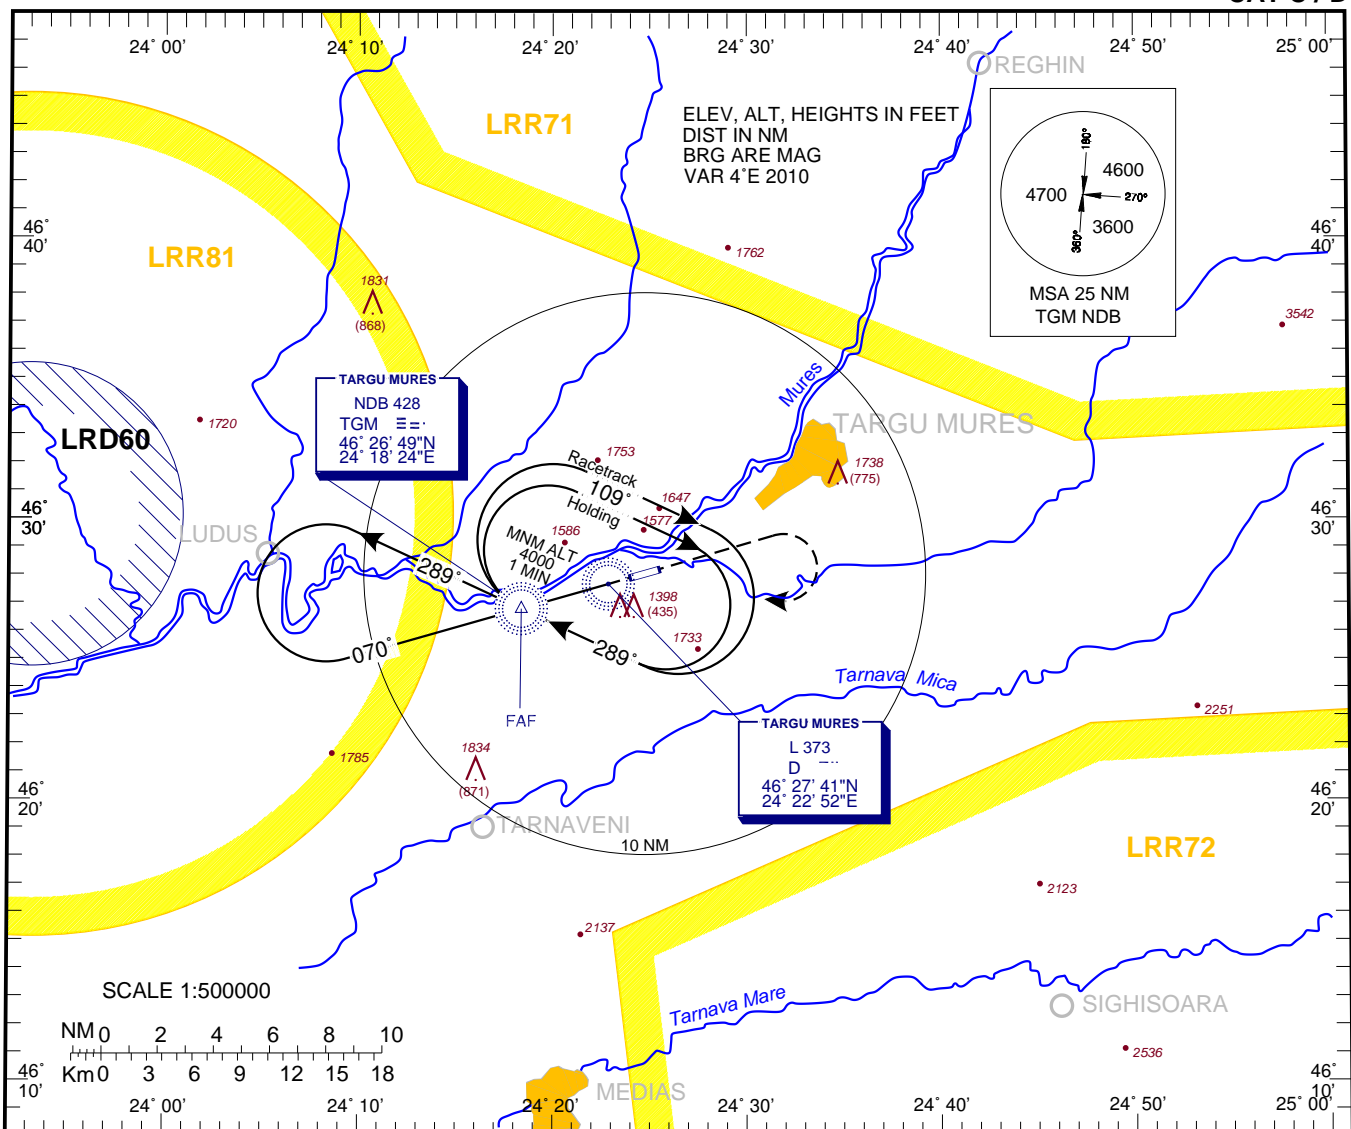 24° 00'
24° 10'
24° 20'
24° 30'
24° 40'
24° 50'
25° 00'
REGHIN
LRR71
ELEV, ALT, HEIGHTS IN FEET
DIST IN NM
BRG ARE MAG
VAR 4°E 2010
180°
4600
4700
270°
3600
360°
MSA 25 NM
TGM NDB
46°
40'
46°
40'
LRR81
1762
1831
(868)
3542
TARGU MURES
NDB 428
TGM
46° 26' 49"N
24° 18' 24"E
Mures
TARGU MURES
1720
LRD60
1753
1738
(775)
Racetrack
109°
Holding
1647
1577
46°
30'
46°
30'
LUDUS
1586
MNM ALT
4000
1 MIN
289°
1398
(435)
070°
289°
1733
Tarnava Mica
FAF
2251
TARGU MURES
L 373
D
46° 27' 41"N
24° 22' 52"E
1785
1834
(871)
46°
20'
46°
20'
TARNAVENI
10 NM
LRR72
2123
2137
SCALE 1:500000
Tarnava Mare
SIGHISOARA
NM 0 2 4 6 8 10
Km 0 3 6 9 12 15 18
2536
46°
10'
46°
10'
MEDIAS
24° 00'
24° 10'
24° 20'
24° 30'
24° 40'
24° 50'
25° 00'